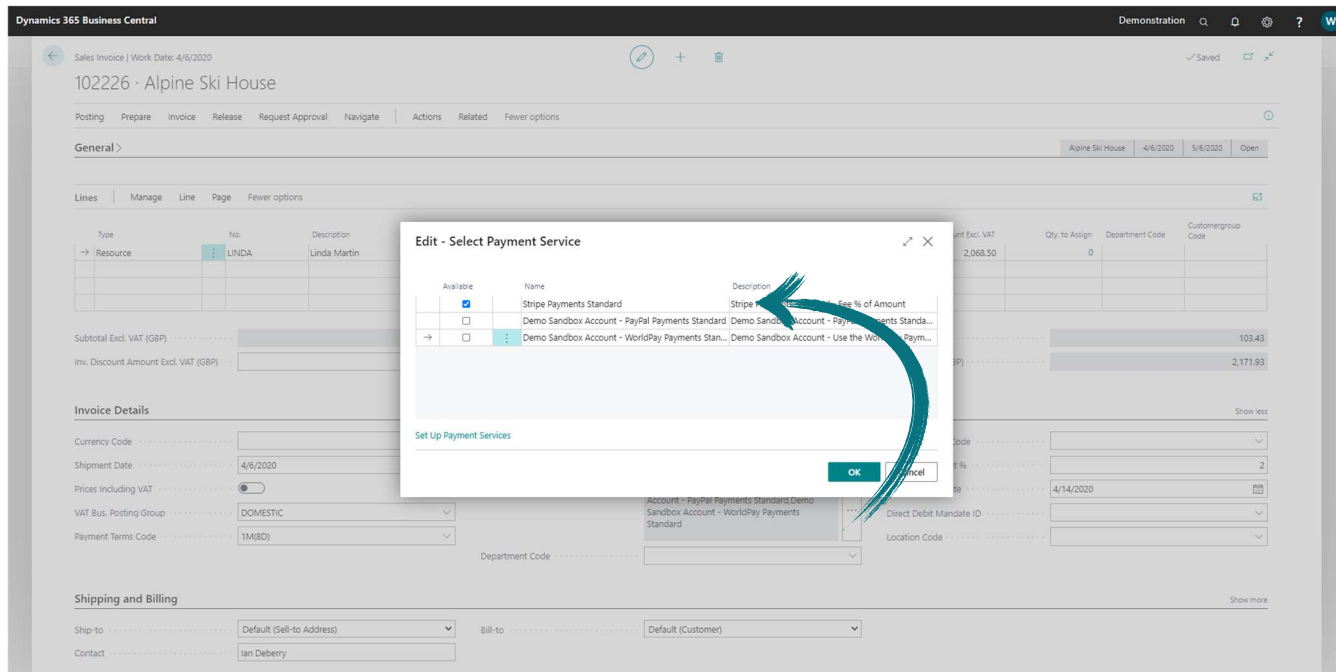 Dynamics 365 Business Central
Demonstration ? W
Sales Invoice | Work Date: 4/6/2020
Saved
102226 · Alpine Ski House
Posting Prepare Invoice Release Request Approval Navigate Actions Related Fewer options
General
Alpine Ski House 4/6/2020 5/6/2020 Open
Lines Manage Line Page Fewer options
Type No. Description unt Excl. VAT Qty. to Assign Department Code Customergroup Code
Resource LINDA Linda Martin 2,068.50 0
Edit - Select Payment Service
Available Name Description
Stripe Payments Standard Stripe Fee % of Amount
Demo Sandbox Account - PayPal Payments Standard Demo Sandbox Account - PayPal Payments Standa...
Demo Sandbox Account - WorldPay Payments Stan... Demo Sandbox Account - Use the Paym...
Set Up Payment Services
OK Cancel
Subtotal Excl. VAT (GBP) 103.43
Inv. Discount Amount Excl. VAT (GBP) 2,171.93
Invoice Details
Show less
Currency Code
Code
Shipment Date 4/6/2020
t % 2
Prices Including VAT
te 4/14/2020
VAT Bus. Posting Group DOMESTIC
Account - PayPal Payments Standard,Demo
Sandbox Account - WorldPay Payments
Standard
Direct Debit Mandate ID
Payment Terms Code 1M(8D)
Location Code
Department Code
Shipping and Billing
Show more
Ship-to Default (Sell-to Address) Bill-to Default (Customer)
Contact Ian Deberry